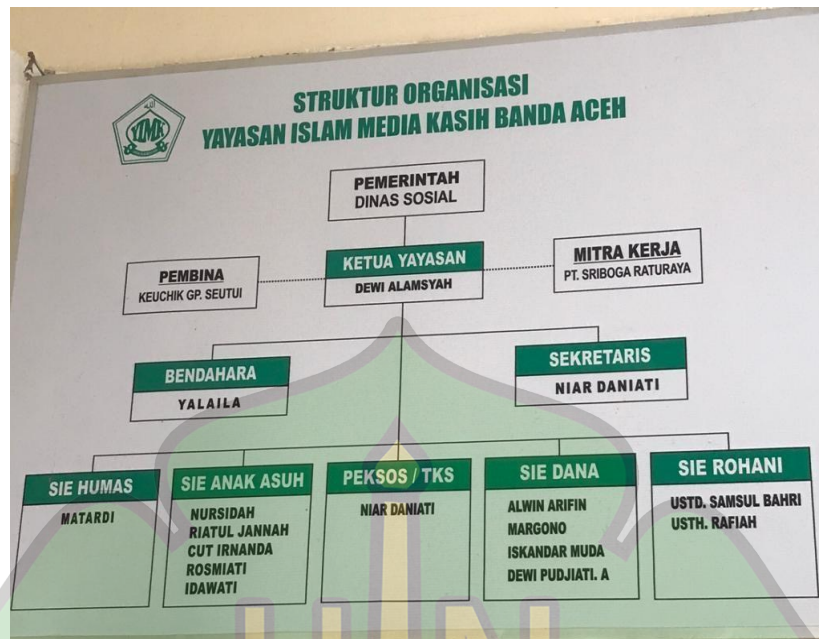 STRUKTUR ORGANISASI
YAYASAN ISLAM MEDIA KASIH BANDA ACEH
YIMK
PEMERINTAH
DINAS SOSIAL
PEMBINA
KEUCHIK GP. SEUTUI
KETUA YAYASAN
DEWI ALAMSYAH
MITRA KERJA
PT. SRIBOGA RATURAYA
BENDAHARA
YALAILA
SEKRETARIS
NIAR DANIATI
SIE HUMAS
MATARDI
SIE ANAK ASUH
NURSIDAH
RIATUL JANNAH
CUT IRNANDA
ROSMIATI
IDAWATI
PEKSOS / TKS
NIAR DANIATI
SIE DANA
ALWIN ARIFIN
MARGONO
ISKANDAR MUDA
DEWI PUDJIATI. A
SIE ROHANI
USTD. SAMSUL BAHRI
USTH. RAFIAH